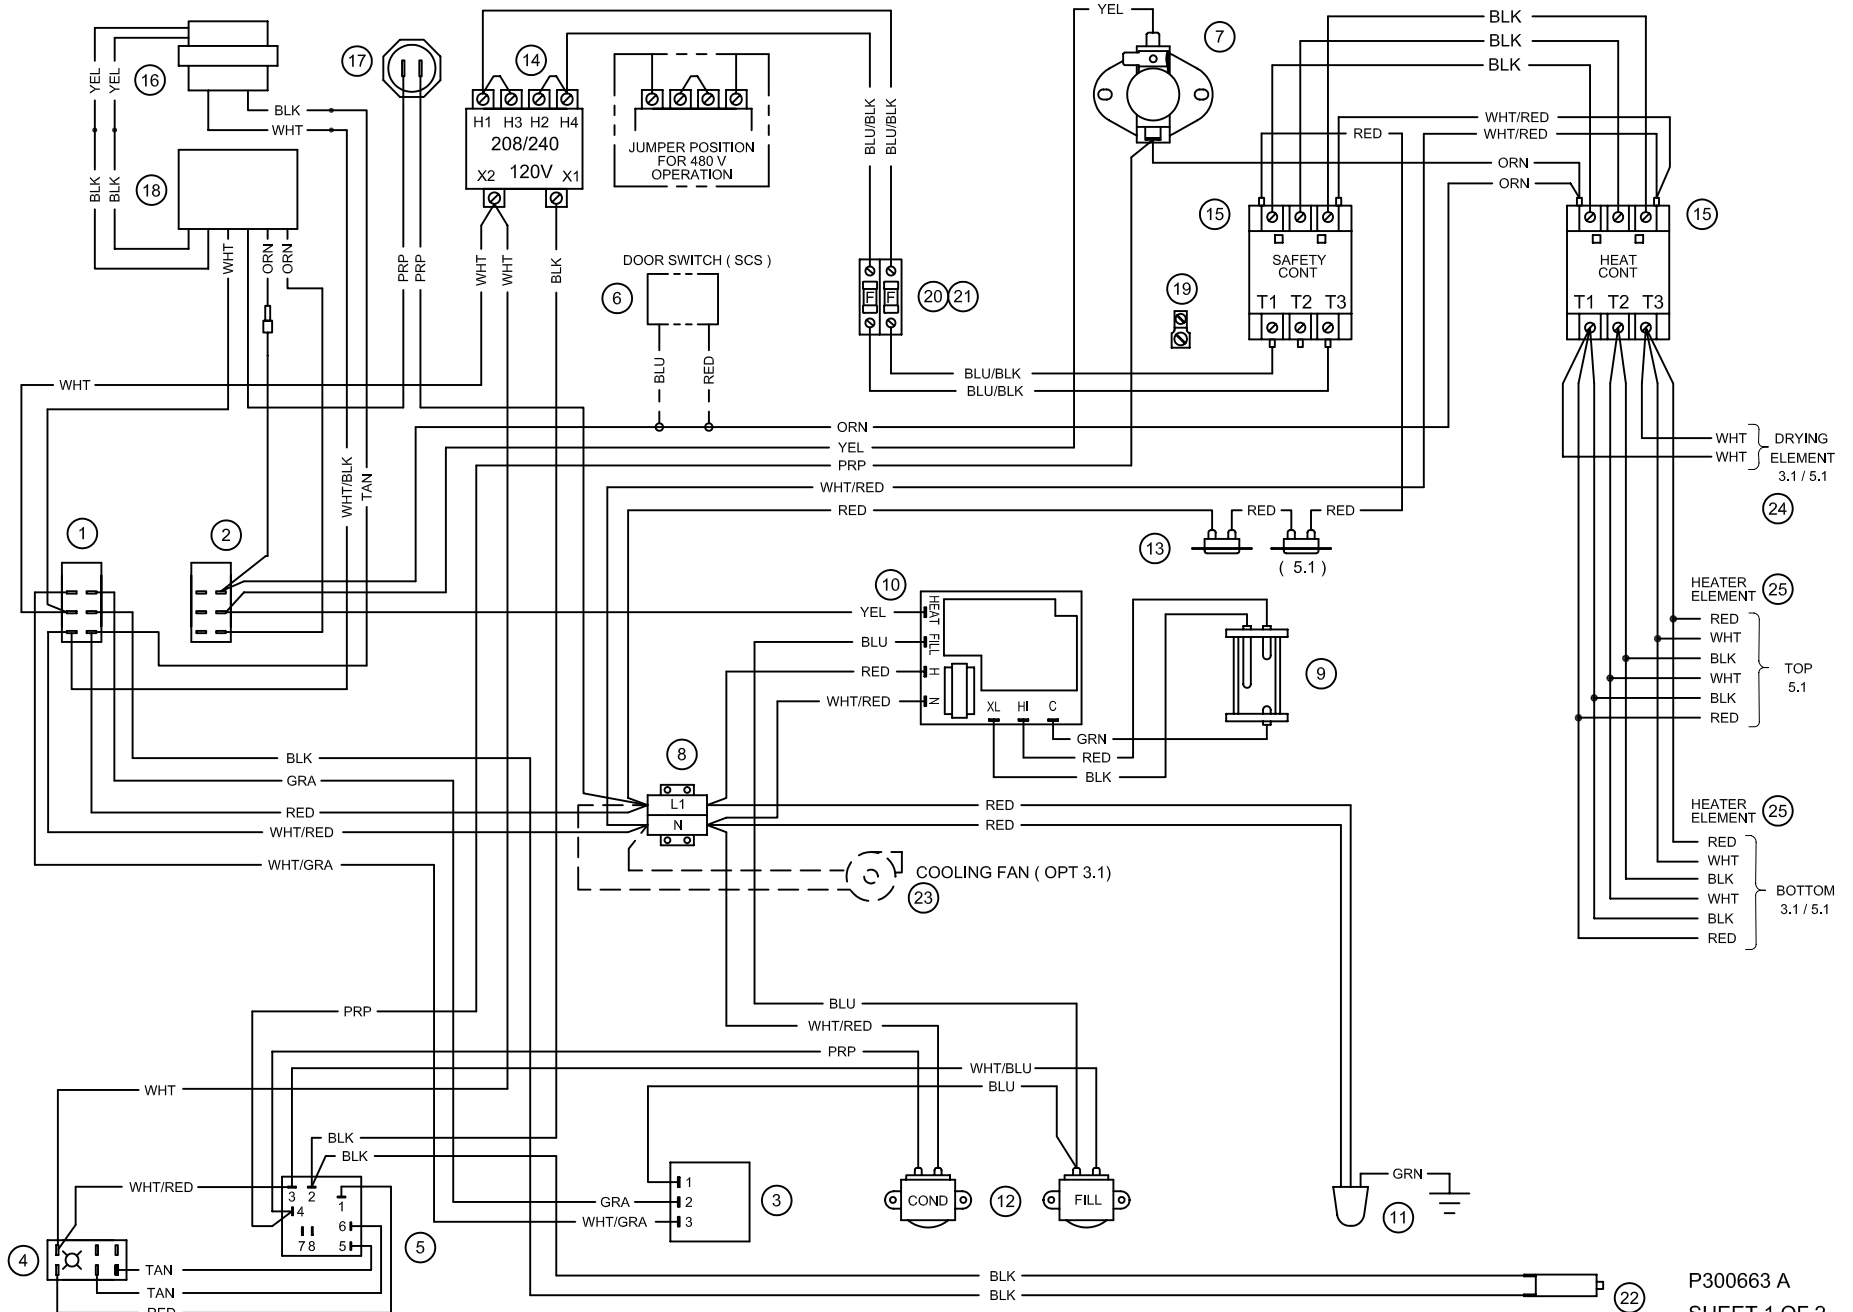 YEL
7
BLK
BLK
BLK
16
YEL
YEL
17
14
BLK
WHT
H1 H3 H2 H4
208/240
120V
X2
X1
JUMPER POSITION
FOR 480 V
OPERATION
BLU/BLK
BLU/BLK
RED
WHT/RED
WHT/RED
ORN
ORN
18
BLK
BLK
WHT
ORN
ORN
PRP
PRP
WHT
WHT
BLK
DOOR SWITCH ( SCS )
6
BLU
RED
F
F
20
21
19
15
SAFETY
CONT
T1 T2 T3
15
HEAT
CONT
T1 T2 T3
WHT
BLU/BLK
BLU/BLK
ORN
YEL
PRP
WHT/RED
RED
WHT/BLK
TAN
WHT
WHT
DRYING
ELEMENT
3.1 / 5.1
24
1
2
13
RED
RED
( 5.1 )
10
HEAT
FILL
H
N
YEL
BLU
RED
WHT/RED
XL HI C
GRN
RED
BLK
9
HEATER
ELEMENT
25
RED
WHT
BLK
WHT
BLK
RED
TOP
5.1
BLK
GRA
RED
WHT/RED
WHT/GRA
8
L1
N
RED
RED
COOLING FAN ( OPT 3.1)
23
HEATER
ELEMENT
25
RED
WHT
BLK
WHT
BLK
RED
BOTTOM
3.1 / 5.1
PRP
BLU
WHT/RED
PRP
WHT/BLU
BLU
WHT
BLK
BLK
WHT/RED
3 2
1
4
6
7 8
5
5
4
TAN
TAN
RED
GRA
WHT/GRA
1
2
3
3
COND
12
FILL
GRN
11
BLK
BLK
22
P300663 A
SHEET 1 OF 2